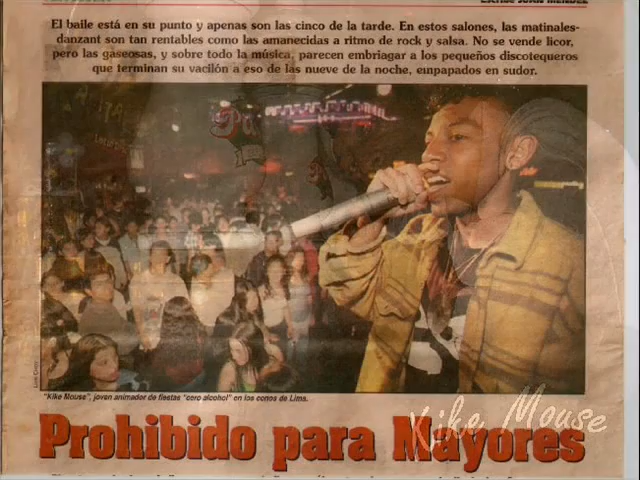 El baile está en su punto y apenas son las cinco de la tarde. En estos salones, las matinales-
danzant son tan rentables como las amanecidas a ritmo de rock y salsa. No se vende licor,
pero las gaseosas, y sobre todo la música, parecen embriagar a los pequeños discotequeros
que terminan su vacilón a eso de las nueve de la noche, empapados en sudor.
"Kike Mouse", joven animador de fiestas "cero alcohol" en los conos de Lima.
Prohibido para Mayores
Kike Mouse